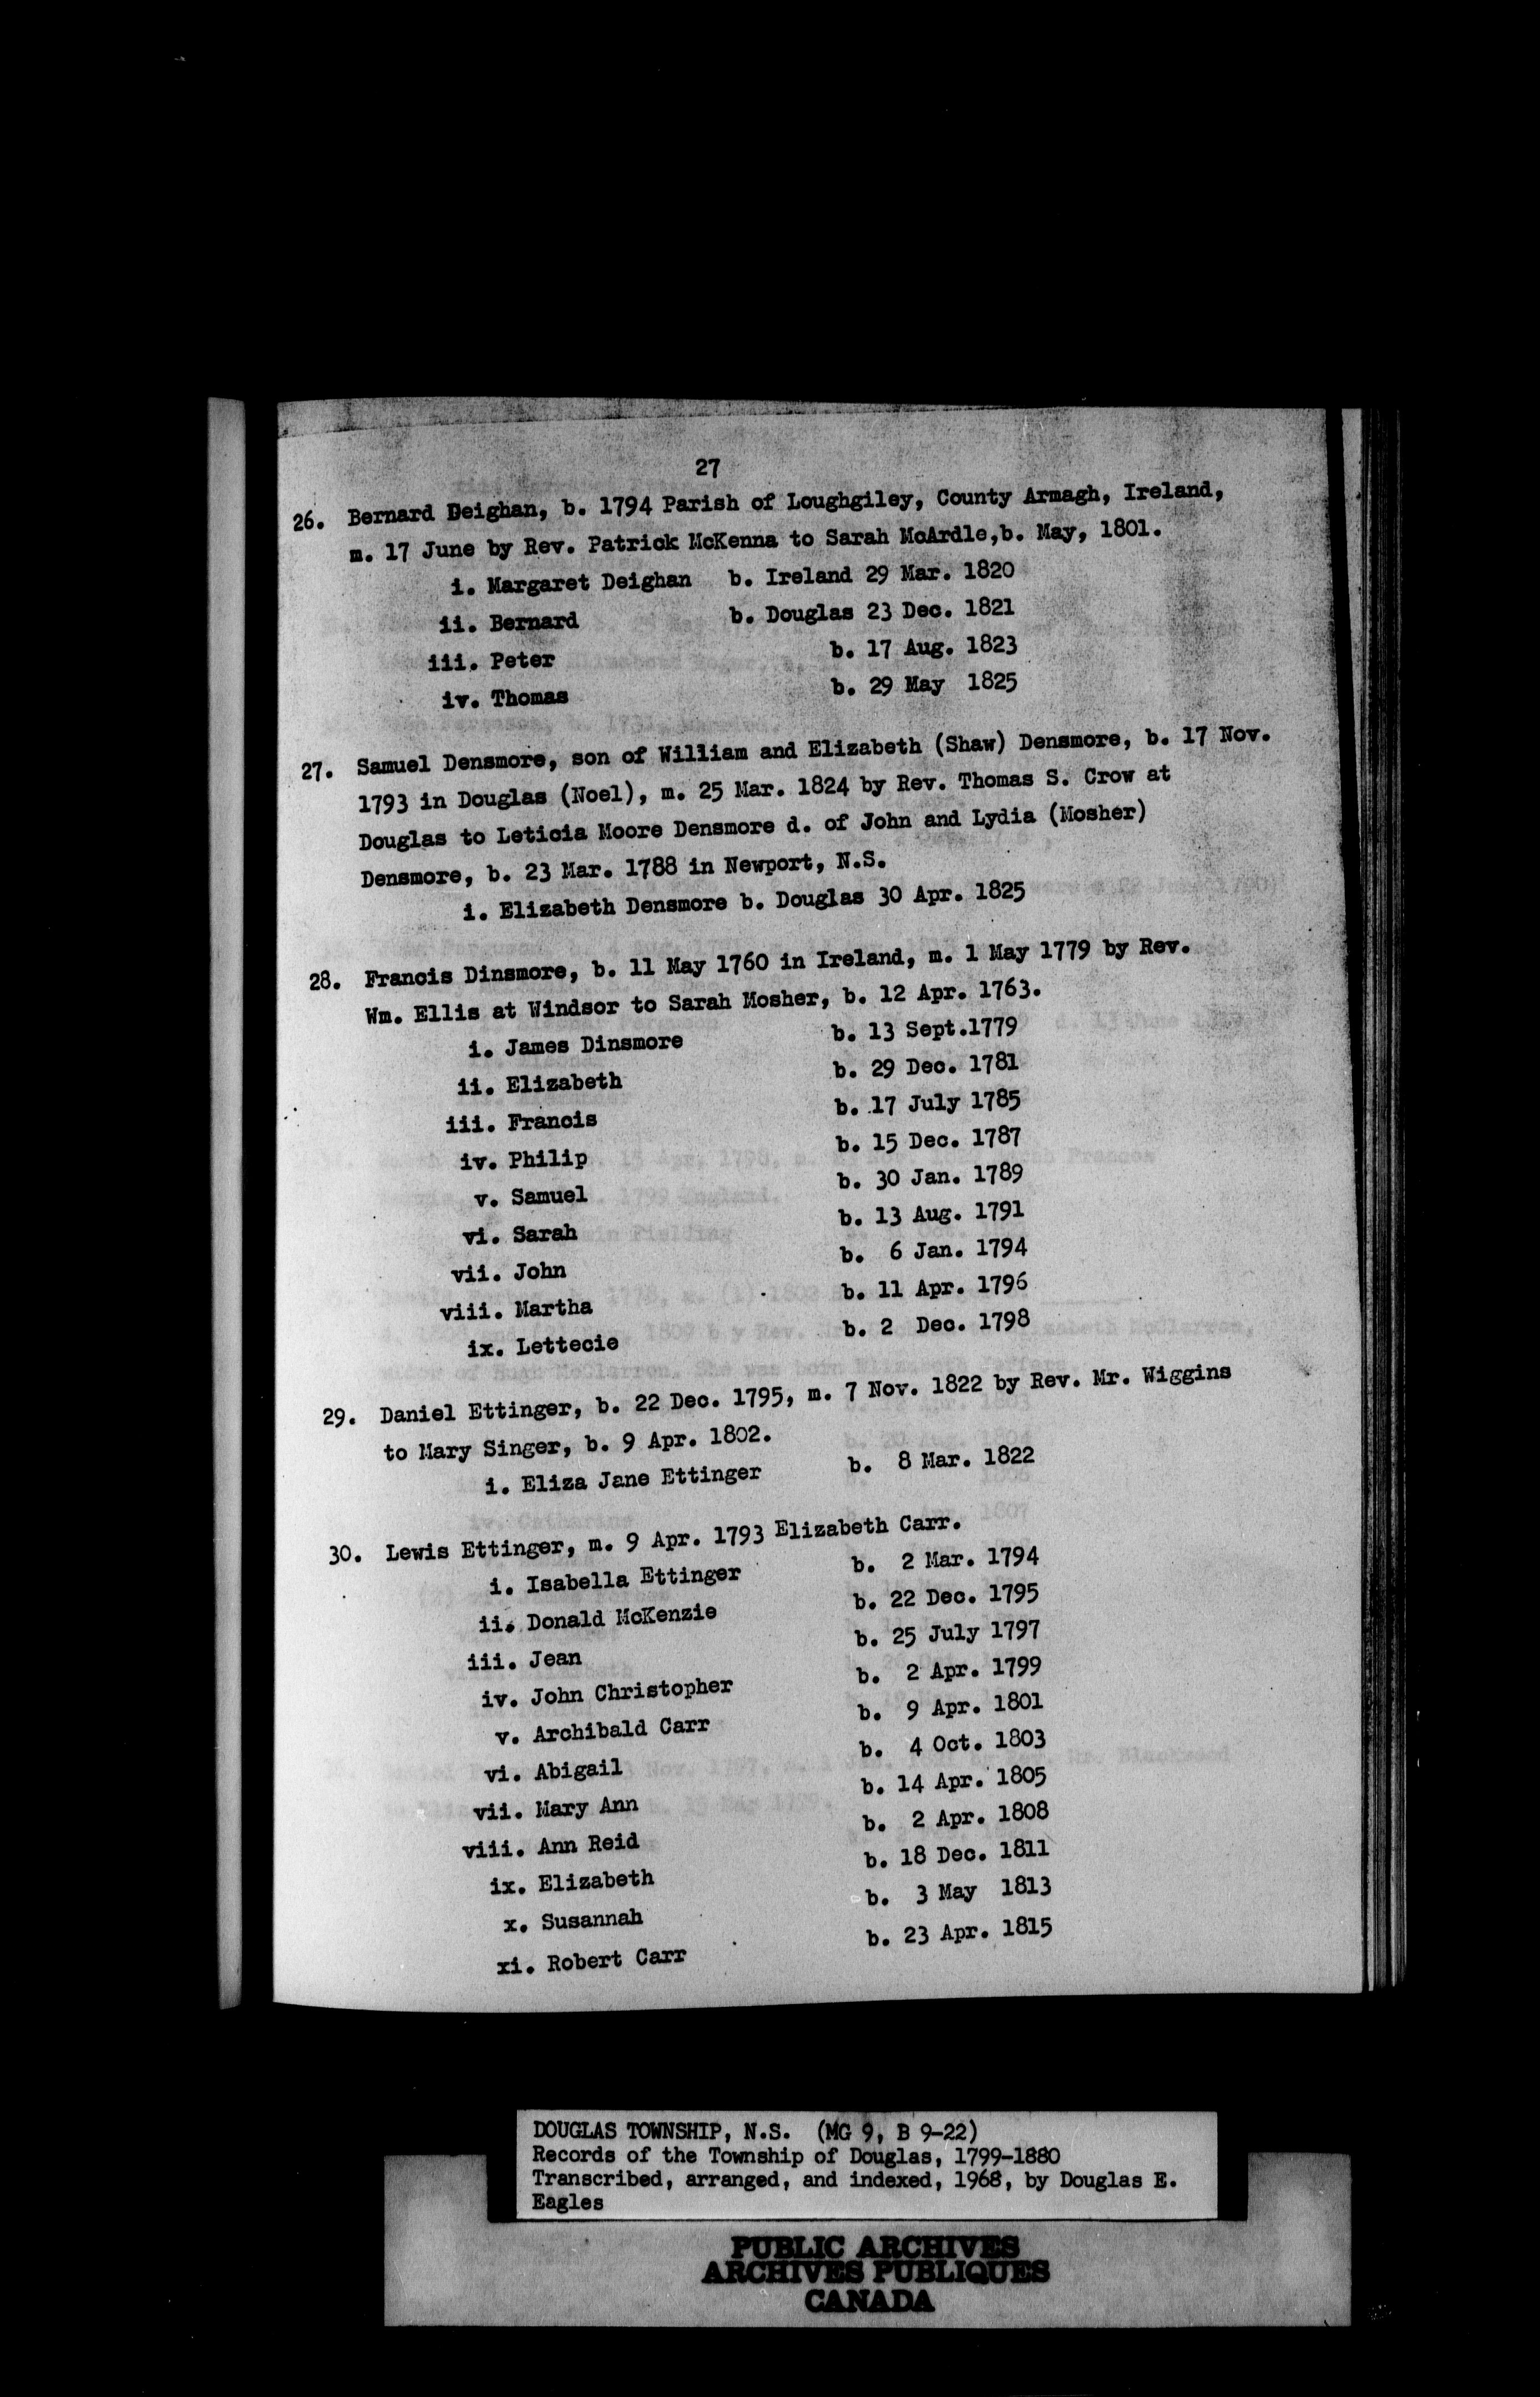 27
26. Bernard Deighan, b. 1794 Parish of Loughgiley, County Armagh, Ireland,
m. 17 June by Rev. Patrick McKenna to Sarah McArdle,b. May, 1801.
i. Margaret Deighan b. Ireland 29 Mar. 1820
ii. Bernard b. Douglas 23 Dec. 1821
iii. Peter b. 17 Aug. 1823
iv. Thomas b. 29 May 1825
27. Samuel Densmore, son of William and Elizabeth (Shaw) Densmore, b. 17 Nov.
1793 in Douglas (Noel), m. 25 Mar. 1824 by Rev. Thomas S. Crow at
Douglas to Leticia Moore Densmore d. of John and Lydia (Mosher)
Densmore, b. 23 Mar. 1788 in Newport, N.S.
i. Elizabeth Densmore b. Douglas 30 Apr. 1825
28. Francis Dinsmore, b. 11 May 1760 in Ireland, m. 1 May 1779 by Rev.
Wm. Ellis at Windsor to Sarah Mosher, b. 12 Apr. 1763.
i. James Dinsmore b. 13 Sept.1779
ii. Elizabeth b. 29 Dec. 1781
iii. Francis b. 17 July 1785
iv. Philip b. 15 Dec. 1787
v. Samuel b. 30 Jan. 1789
vi. Sarah b. 13 Aug. 1791
vii. John b. 6 Jan. 1794
viii. Martha b. 11 Apr. 1796
ix. Lettecie b. 2 Dec. 1798
29. Daniel Ettinger, b. 22 Dec. 1795, m. 7 Nov. 1822 by Rev. Mr. Wiggins
to Mary Singer, b. 9 Apr. 1802.
i. Eliza Jane Ettinger b. 8 Mar. 1822
30. Lewis Ettinger, m. 9 Apr. 1793 Elizabeth Carr.
i. Isabella Ettinger b. 2 Mar. 1794
ii. Donald McKenzie b. 22 Dec. 1795
iii. Jean b. 25 July 1797
iv. John Christopher b. 2 Apr. 1799
v. Archibald Carr b. 9 Apr. 1801
vi. Abigail b. 4 Oct. 1803
vii. Mary Ann b. 14 Apr. 1805
viii. Ann Reid b. 2 Apr. 1808
ix. Elizabeth b. 18 Dec. 1811
x. Susannah b. 3 May 1813
xi. Robert Carr b. 23 Apr. 1815
DOUGLAS TOWNSHIP, N.S. (MG 9, B 9-22)
Records of the Township of Douglas, 1799-1880
Transcribed, arranged, and indexed, 1968, by Douglas E.
Eagles
PUBLIC ARCHIVES
ARCHIVES PUBLIQUES
CANADA